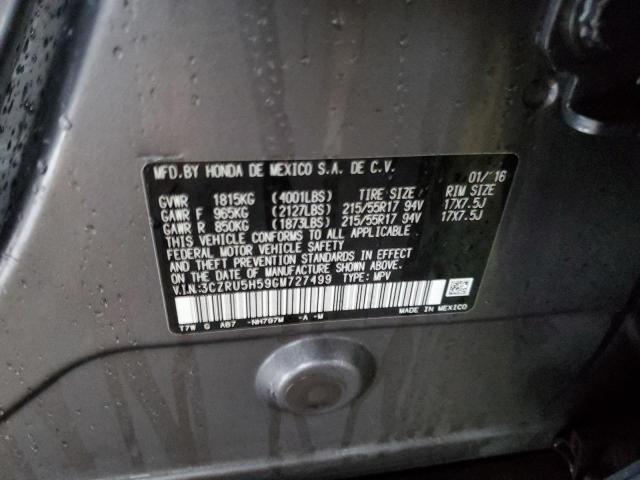 MFD.BY HONDA DE MEXICO S.A. DE C.V. 01/'16
GVWR 1815KG (4001LBS) TIRE SIZE RIM SIZE
GAWR F 965KG (2127LBS) 215/55R17 94V 17X7.5J
GAWR R 850KG (1873LBS) 215/55R17 94V 17X7.5J
THIS VEHICLE CONFORMS TO ALL APPLICABLE
FEDERAL MOTOR VEHICLE SAFETY
AND THEFT PREVENTION STANDARDS IN EFFECT ON
THE DATE OF MANUFACTURE SHOWN ABOVE.
V.I.N:3CZRU5H59GM727499 TYPE: MPV
T7W G AB7 -NH797M -A -M MADE IN MEXICO